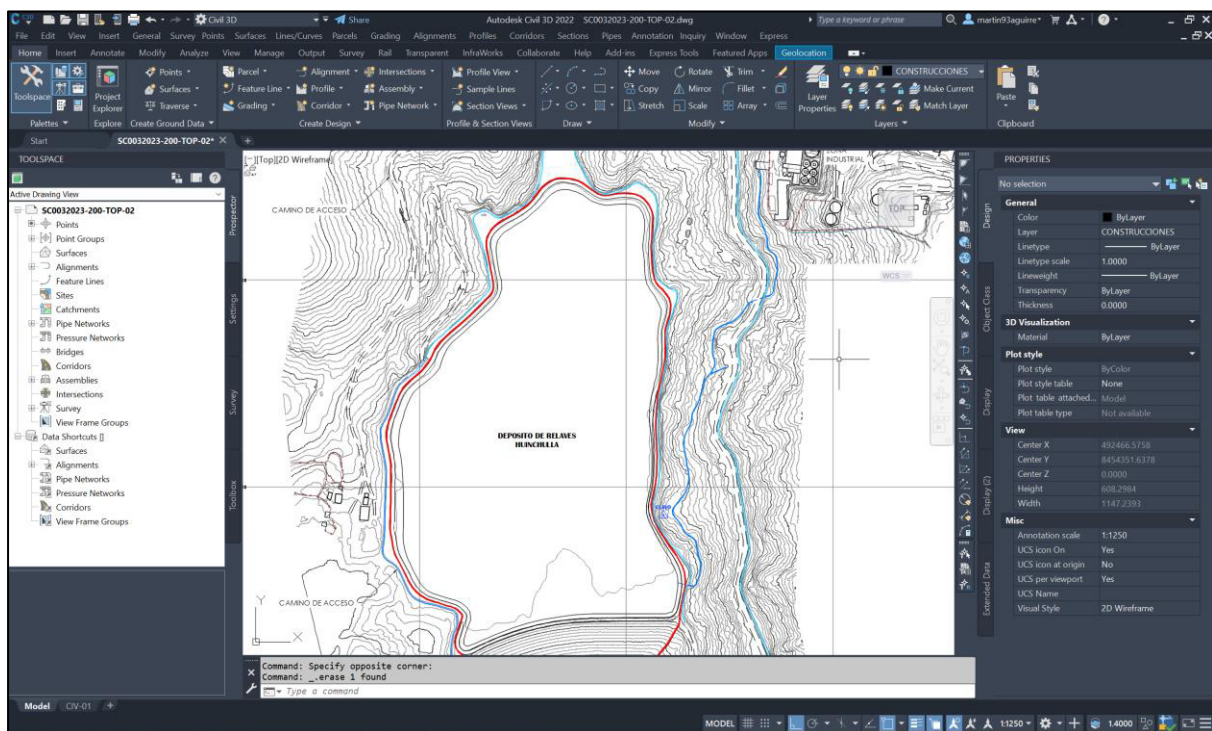 Civil 3D
Share
Autodesk Civil 3D 2022 SC0032023-200-TOP-02.dwg
Type a keyword or phrase
martin93aguirre
File Edit View Insert General Survey Points Surfaces Lines/Curves Parcels Grading Alignments Profiles Corridors Sections Pipes Annotation Inquiry Window Express
Home Insert Annotate Modify Analyze View Manage Output Survey Rail Transparent InfraWorks Collaborate Help Add-ins Express Tools Featured Apps Geolocation
Toolspace
Project Explorer
Points
Surfaces
Traverse
Parcel
Feature Line
Grading
Alignment
Profile
Corridor
Intersections
Assembly
Pipe Network
Profile View
Sample Lines
Section Views
Move
Rotate
Trim
Copy
Mirror
Fillet
Stretch
Scale
Array
Layer Properties
CONSTRUCCIONES
Make Current
Match Layer
Paste
Palettes
Explore
Create Ground Data
Create Design
Profile & Section Views
Draw
Modify
Layers
Clipboard
Start
SC0032023-200-TOP-02*
TOOLSPACE
Active Drawing View
SC0032023-200-TOP-02
Points
Point Groups
Surfaces
Alignments
Feature Lines
Sites
Catchments
Pipe Networks
Pressure Networks
Bridges
Corridors
Assemblies
Intersections
Survey
View Frame Groups
Data Shortcuts []
Surfaces
Alignments
Pipe Networks
Pressure Networks
Corridors
View Frame Groups
Prospector
Settings
Survey
Toolbox
[-][Top][2D Wireframe]
CAMINO DE ACCESO
INDUSTRIAL
TOP
WCS
DEPOSITO DE RELAVES
HUINCHULLA
CAMINO DE ACCESO
Y
X
Command: Specify opposite corner:
Command: _.erase 1 found
Type a command
PROPERTIES
No selection
General
Color ByLayer
Layer CONSTRUCCIONES
Linetype ByLayer
Linetype scale 1.0000
Lineweight ByLayer
Transparency ByLayer
Thickness 0.0000
3D Visualization
Material ByLayer
Plot style
Plot style ByColor
Plot style table None
Plot table attached... Model
Plot table type Not available
View
Center X 492466.5758
Center Y 8454351.6378
Center Z 0.0000
Height 608.2984
Width 1147.2393
Misc
Annotation scale 1:1250
UCS icon On Yes
UCS icon at origin No
UCS per viewport Yes
UCS Name
Visual Style 2D Wireframe
Design
Object Class
Display
Display (2)
Extended Data
Model CIV-01
MODEL
1:1250
1.4000